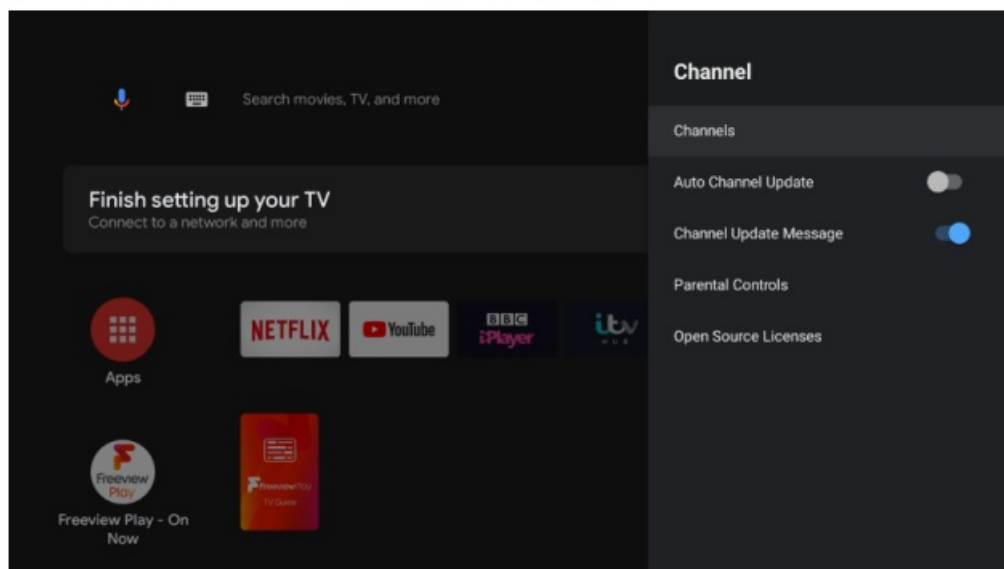 Search movies, TV, and more
Finish setting up your TV
Connect to a network and more
NETFLIX
YouTube
BBC
iPlayer
itv
HUB
Apps
Freeview
Play
Freeview Play - On
Now
FreeviewPlay
TV Guide
Channel
Channels
Auto Channel Update
Channel Update Message
Parental Controls
Open Source Licenses